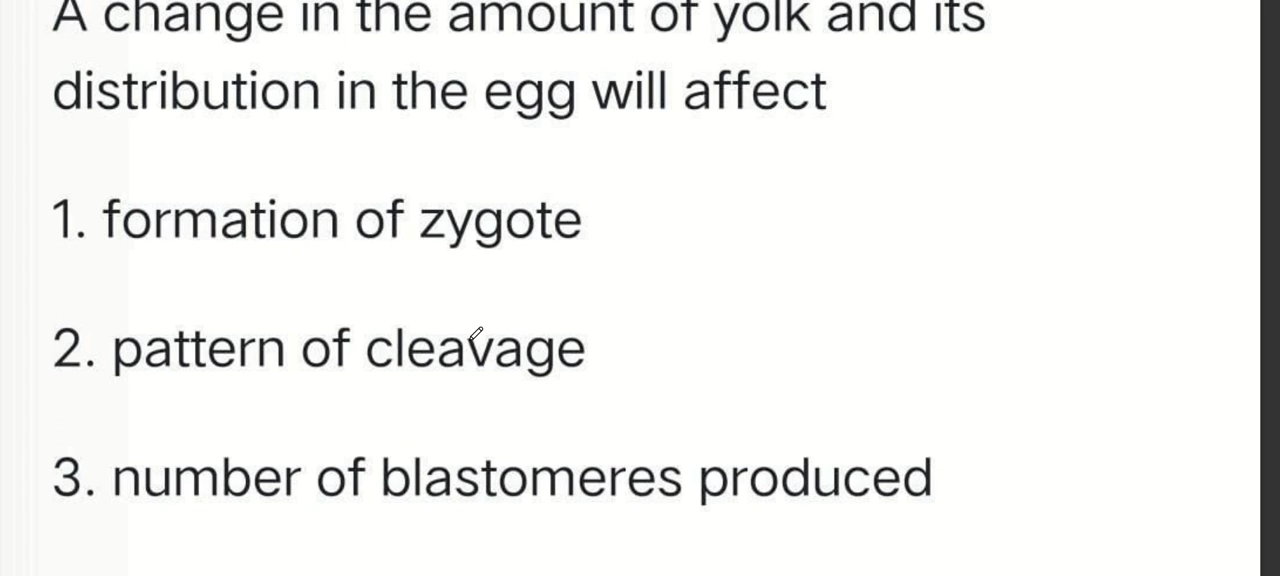 A change in the amount of yolk and its
distribution in the egg will affect
1. formation of zygote
2. pattern of cleavage
3. number of blastomeres produced